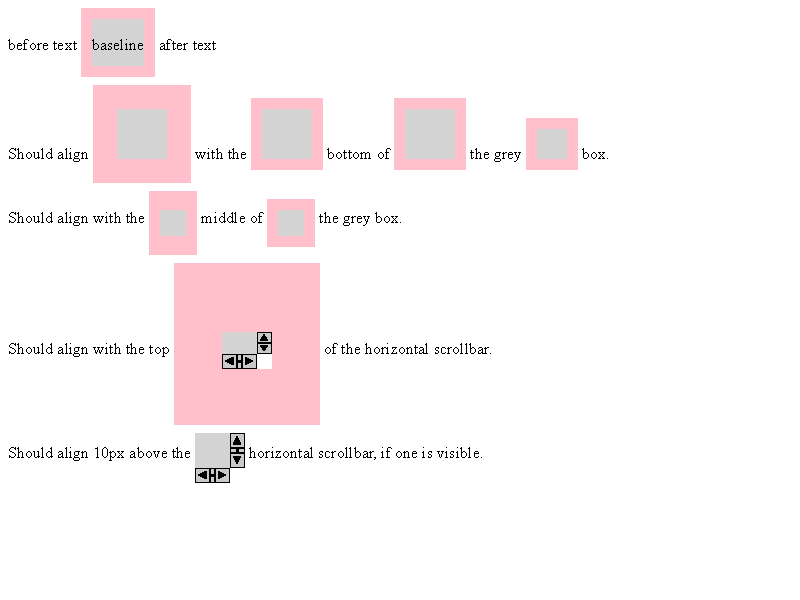 before text baseline after text
Should align with the bottom of the grey box.
Should align with the middle of the grey box.
Should align with the top of the horizontal scrollbar.
Should align 10px above the horizontal scrollbar, if one is visible.